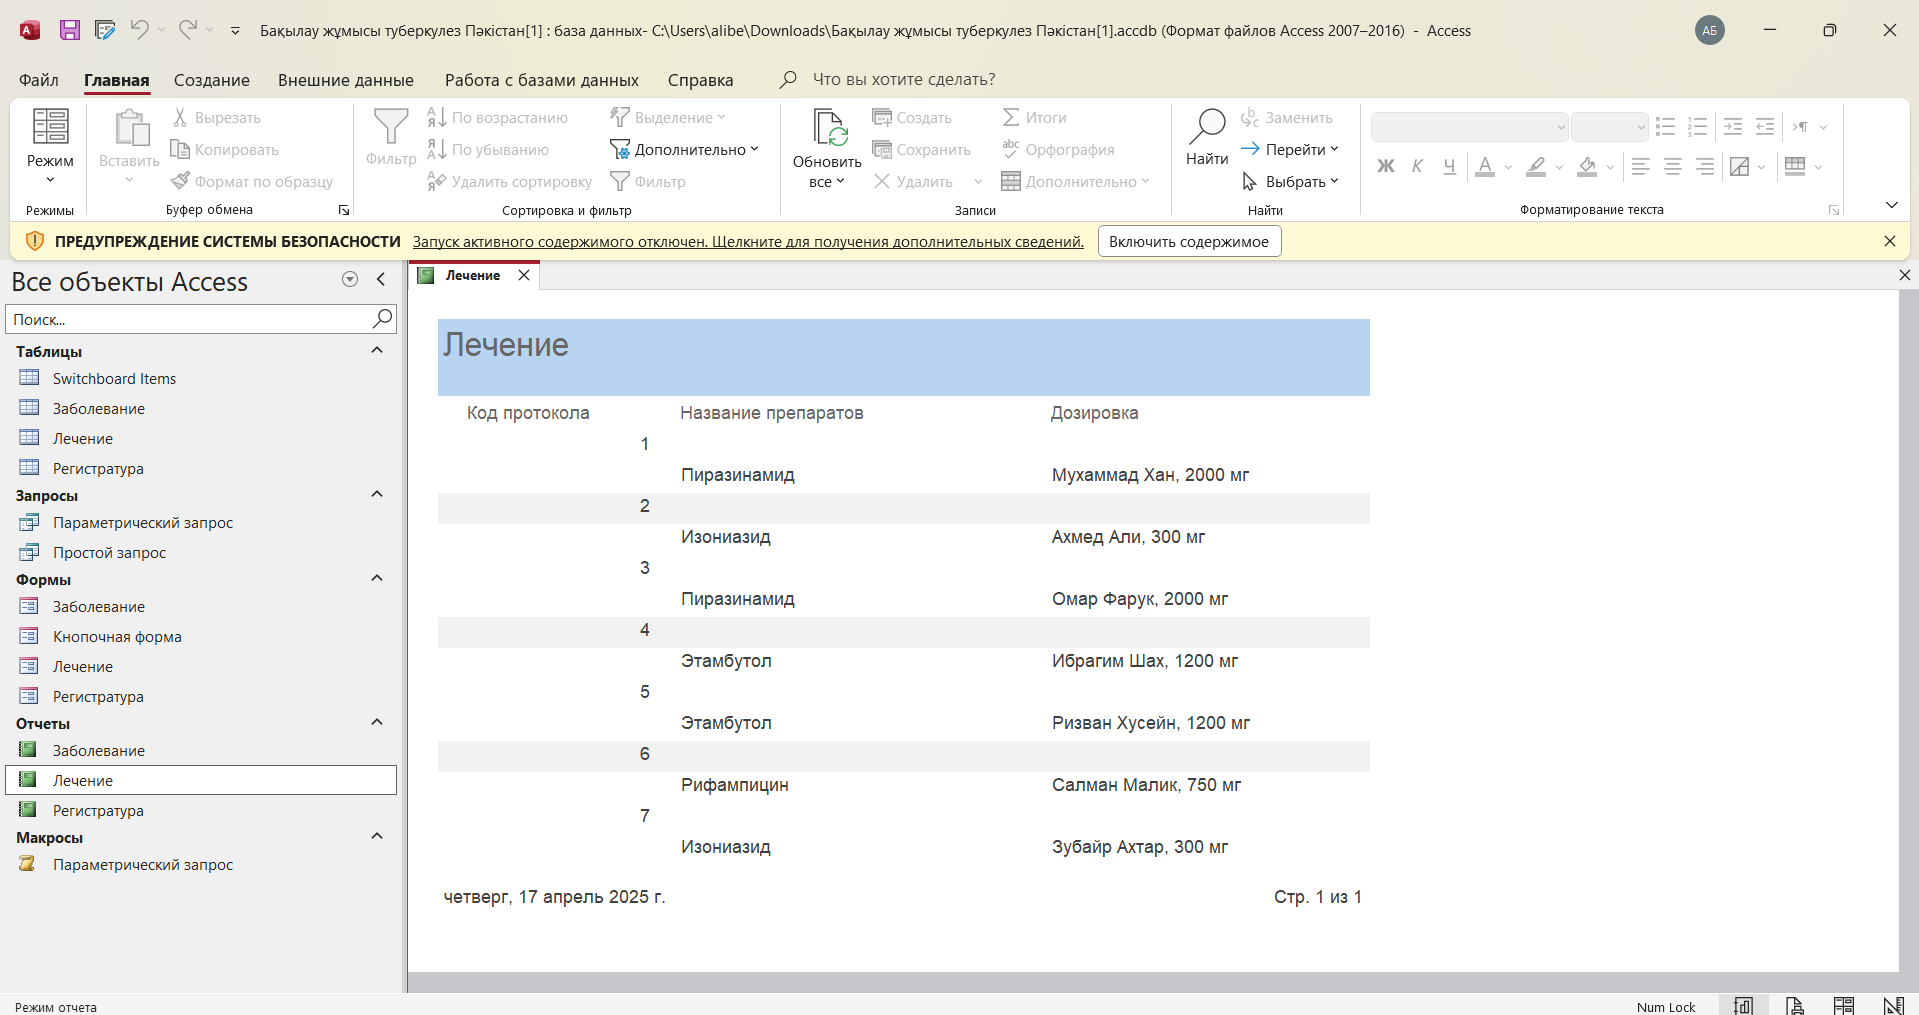 Бақылау жұмысы туберкулез Пәкістан[1] : база данных- C:\Users\alibe\Downloads\Бақылау жұмысы туберкулез Пәкістан[1].accdb (Формат файлов Access 2007–2016) - Access
АБ
Файл Главная Создание Внешние данные Работа с базами данных Справка Что вы хотите сделать?
Режим
Режимы
Вставить
Вырезать
Копировать
Формат по образцу
Буфер обмена
Фильтр
По возрастанию
По убыванию
Удалить сортировку
Выделение
Дополнительно
Фильтр
Сортировка и фильтр
Обновить
все
Создать
Сохранить
Удалить
Итоги
Орфография
Дополнительно
Записи
Найти
Заменить
Перейти
Выбрать
Найти
Ж К Ч А
Форматирование текста
ПРЕДУПРЕЖДЕНИЕ СИСТЕМЫ БЕЗОПАСНОСТИ Запуск активного содержимого отключен. Щелкните для получения дополнительных сведений. Включить содержимое
Все объекты Access
Поиск...
Таблицы
Switchboard Items
Заболевание
Лечение
Регистратура
Запросы
Параметрический запрос
Простой запрос
Формы
Заболевание
Кнопочная форма
Лечение
Регистратура
Отчеты
Заболевание
Лечение
Регистратура
Макросы
Параметрический запрос
Лечение
Лечение
Код протокола Название препаратов Дозировка
1
Пиразинамид Мухаммад Хан, 2000 мг
2
Изониазид Ахмед Али, 300 мг
3
Пиразинамид Омар Фарук, 2000 мг
4
Этамбутол Ибрагим Шах, 1200 мг
5
Этамбутол Ризван Хусейн, 1200 мг
6
Рифампицин Салман Малик, 750 мг
7
Изониазид Зубайр Ахтар, 300 мг
четверг, 17 апрель 2025 г. Стр. 1 из 1
Режим отчета Num Lock